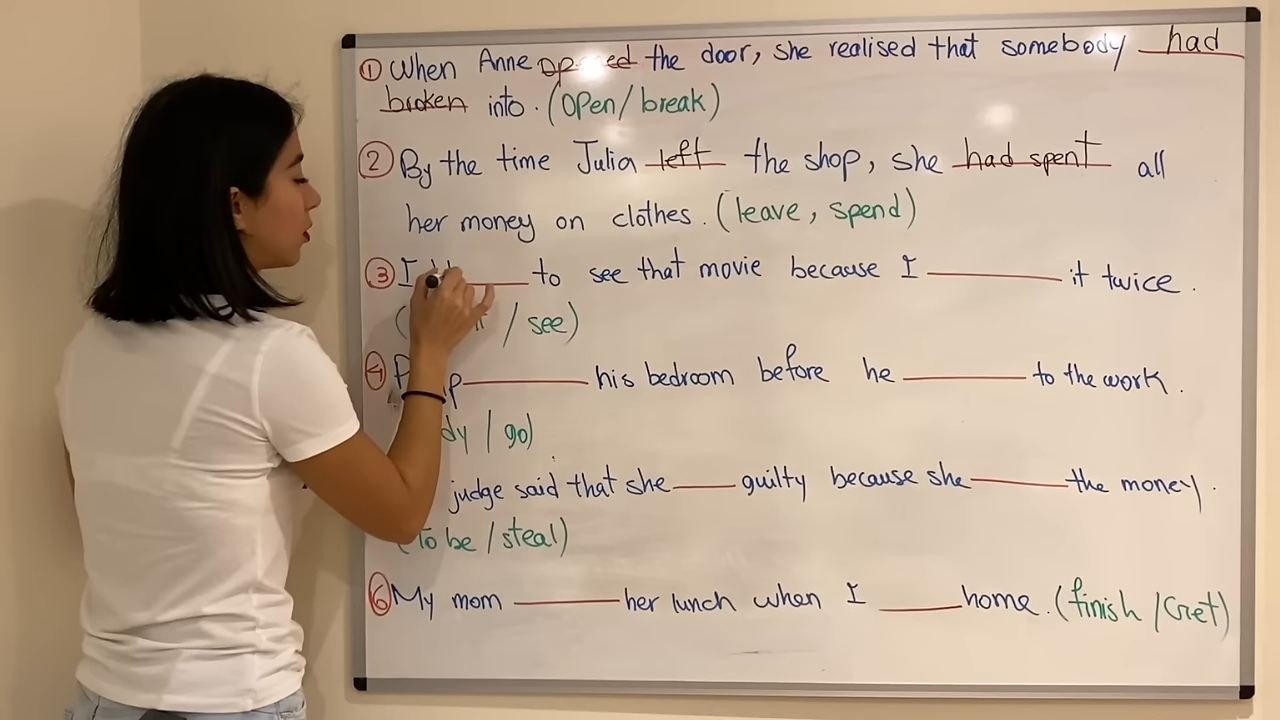 ① When Anne opened the door, she realised that somebody had
broken into. (open/break)
② By the time Julia left the shop, she had spent all
her money on clothes. (leave, spend)
③ I to see that movie because I it twice.
/ see)
④ his bedroom before he to the work.
/ go)
judge said that she guilty because she the money.
(to be / steal)
⑥ My mom her lunch when I home. (finish / Get)